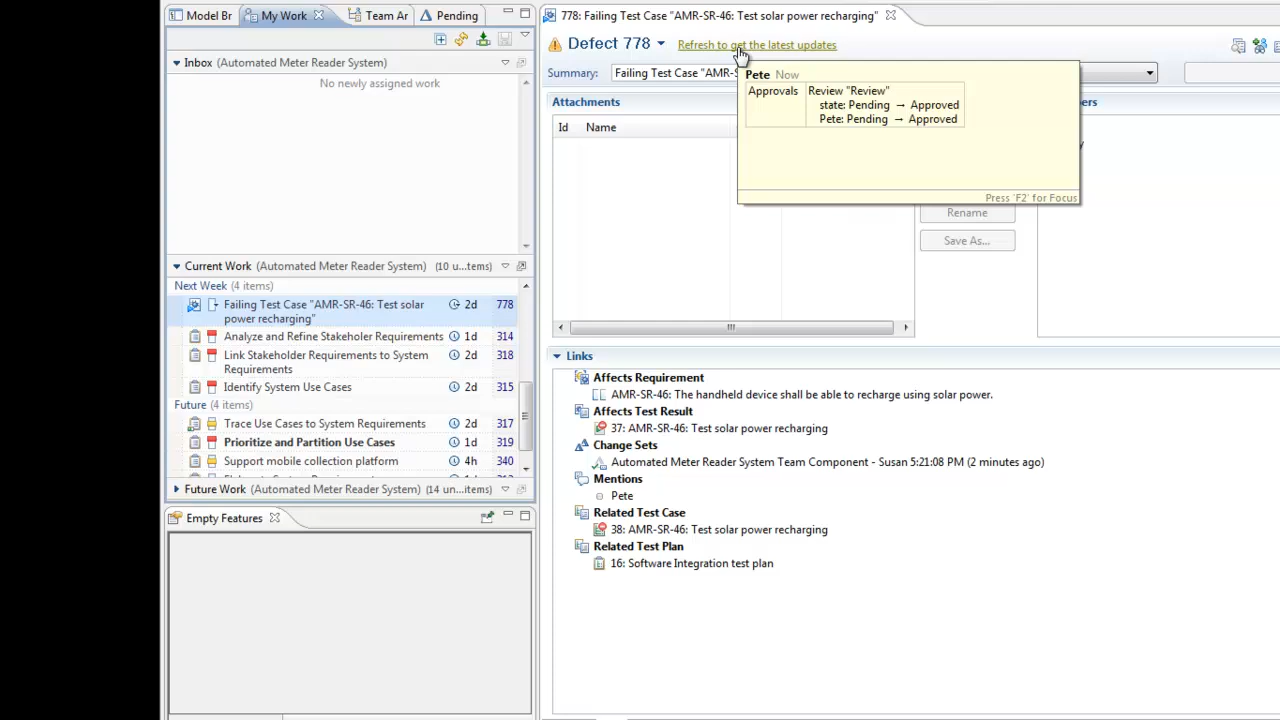 Model Br
My Work
Team Ar
Pending
Inbox (Automated Meter Reader System)
No newly assigned work
Current Work (Automated Meter Reader System) (10 u...tems)
Next Week (4 items)
Failing Test Case "AMR-SR-46: Test solar power recharging" 2d 778
Analyze and Refine Stakeholer Requirements 1d 314
Link Stakeholder Requirements to System Requirements 2d 318
Identify System Use Cases 2d 315
Future (4 items)
Trace Use Cases to System Requirements 2d 317
Prioritize and Partition Use Cases 1d 319
Support mobile collection platform 4h 340
Future Work (Automated Meter Reader System) (14 un...items)
Empty Features
778: Failing Test Case "AMR-SR-46: Test solar power recharging"
Defect 778 Refresh to get the latest updates
Summary: Failing Test Case "AMR-S
Pete Now
Approvals Review "Review"
state: Pending → Approved
Pete: Pending → Approved
Press 'F2' for Focus
Attachments
Id Name
Rename
Save As...
Links
Affects Requirement
AMR-SR-46: The handheld device shall be able to recharge using solar power.
Affects Test Result
37: AMR-SR-46: Test solar power recharging
Change Sets
Automated Meter Reader System Team Component - Susan 5:21:08 PM (2 minutes ago)
Mentions
Pete
Related Test Case
38: AMR-SR-46: Test solar power recharging
Related Test Plan
16: Software Integration test plan